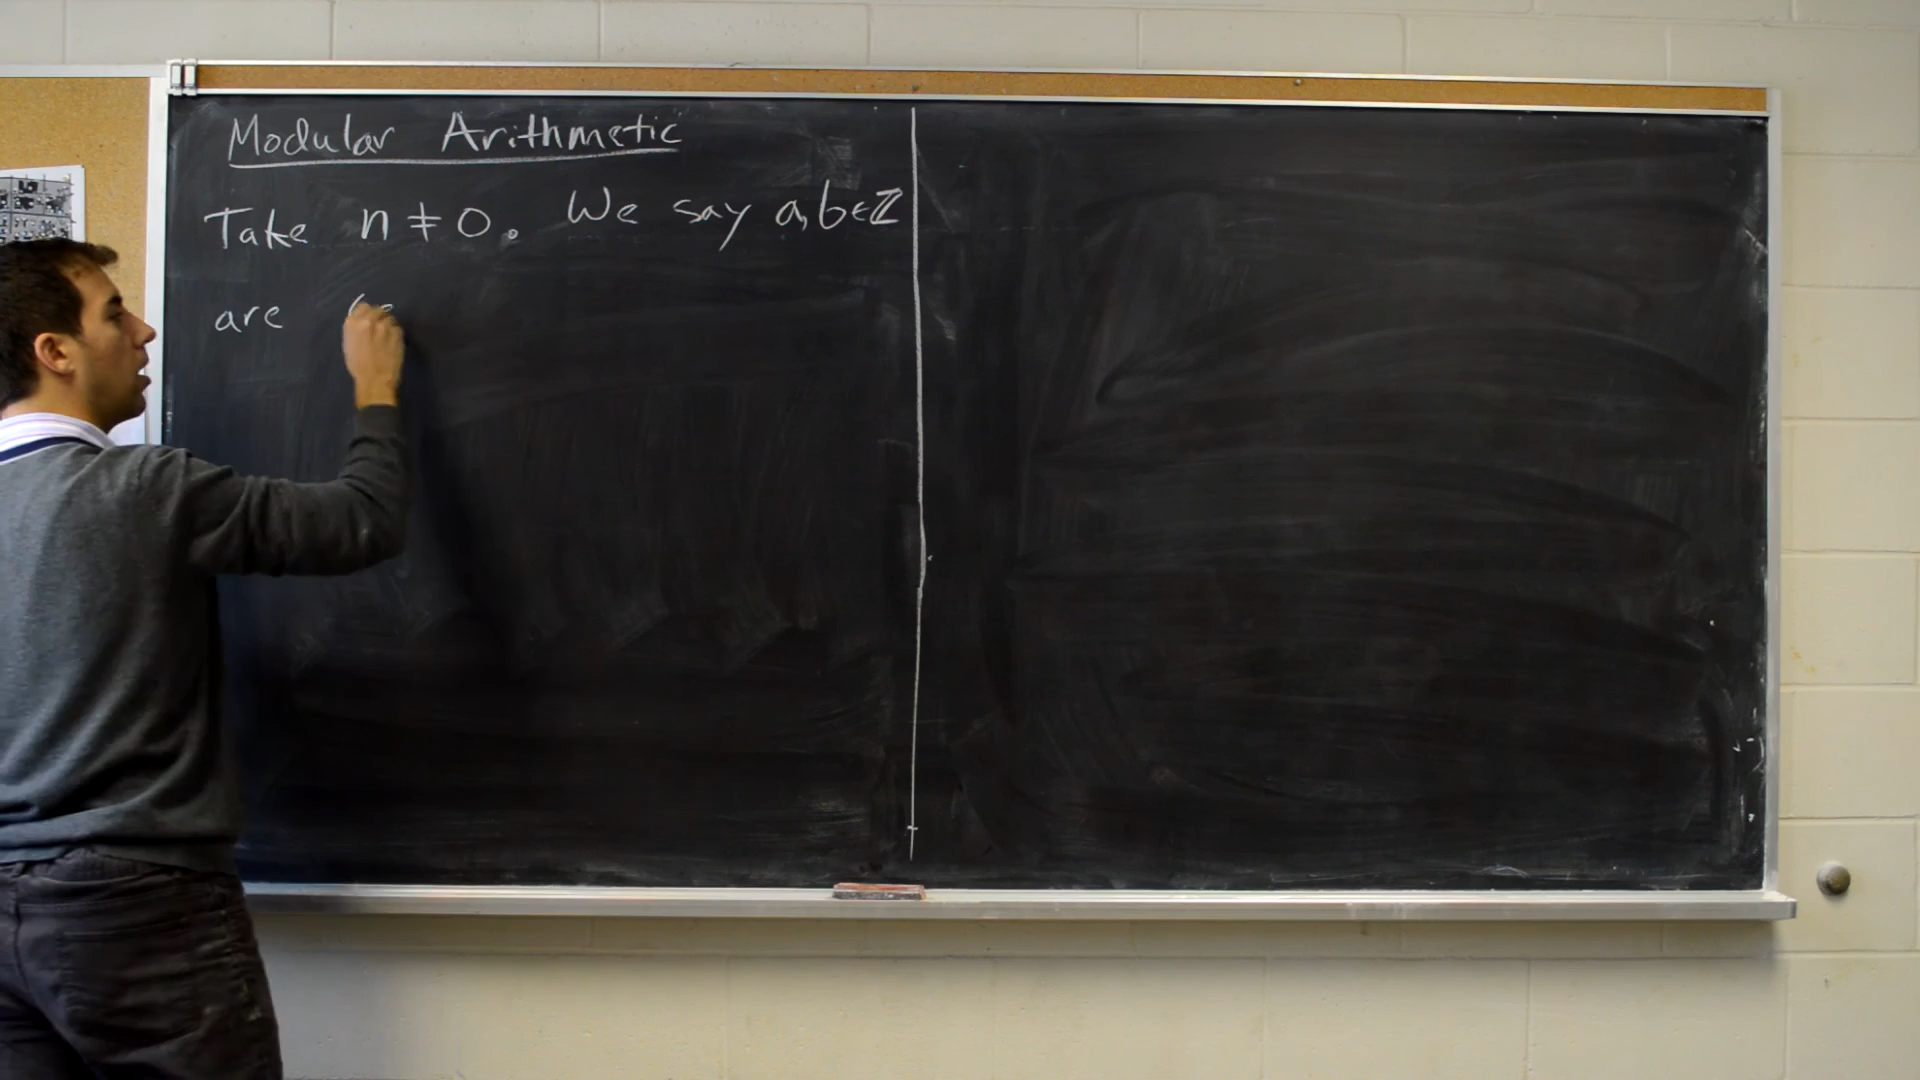 Modular Arithmetic
Take n ≠ 0. We say a, b ∈ ℤ
are